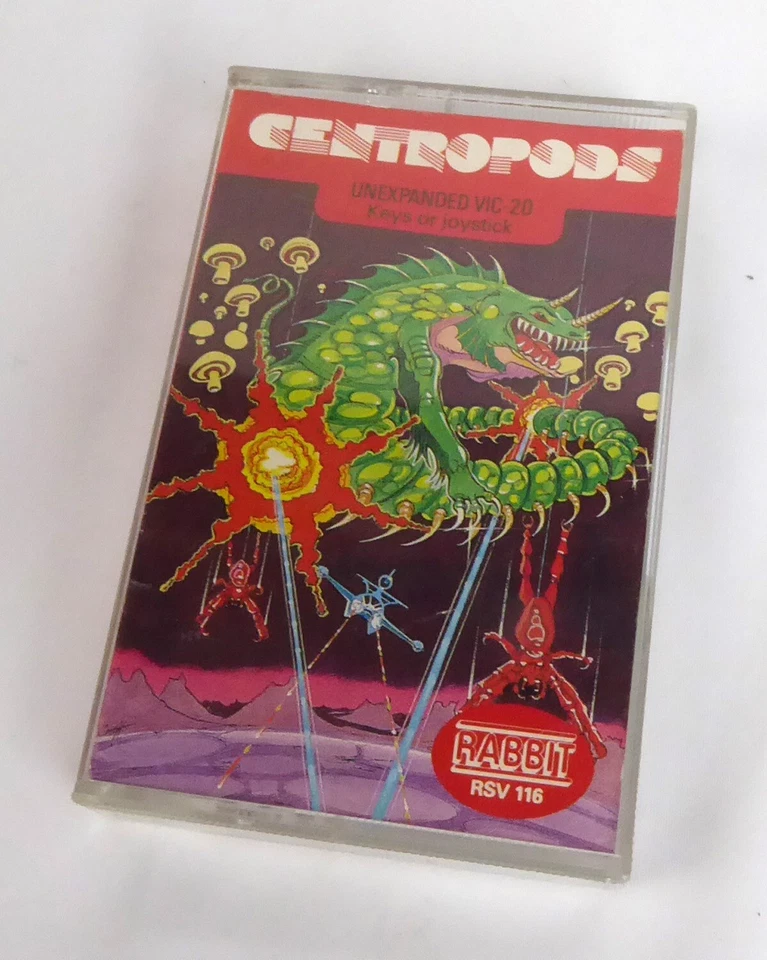 CENTROPODS
UNEXPANDED VIC 20
Keys or joystick
RABBIT
RSV 116